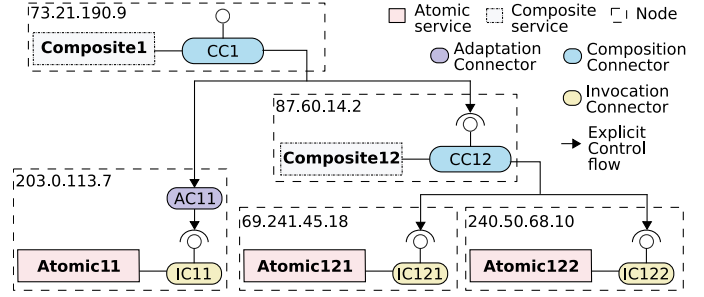 73.21.190.9
Composite1
CC1
Atomic
service
Composite
service
Node
Adaptation
Connector
Composition
Connector
Invocation
Connector
Explicit
Control
flow
87.60.14.2
Composite12
CC12
203.0.113.7
AC11
Atomic11
IC11
69.241.45.18
Atomic121
IC121
240.50.68.10
Atomic122
IC122